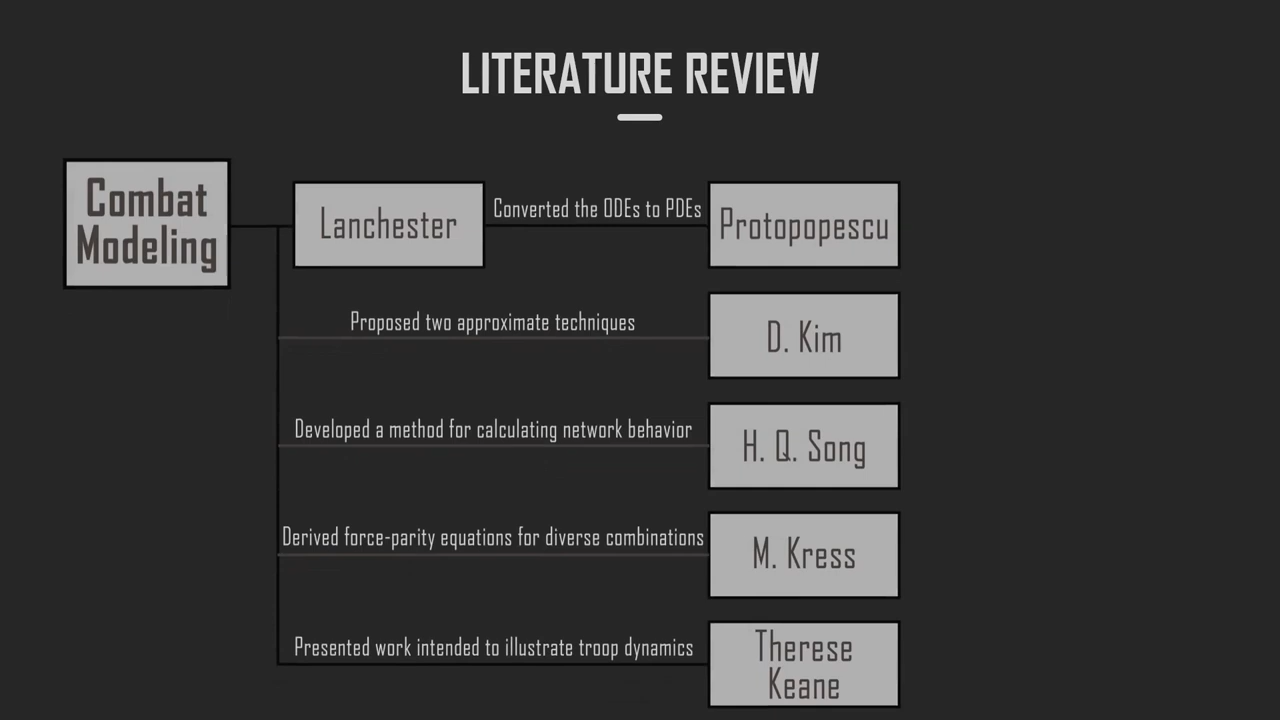 LITERATURE REVIEW
Combat
Modeling
Lanchester
Converted the ODEs to PDEs
Protopopescu
Proposed two approximate techniques
D. Kim
Developed a method for calculating network behavior
H. Q. Song
Derived force-parity equations for diverse combinations
M. Kress
Presented work intended to illustrate troop dynamics
Therese
Keane